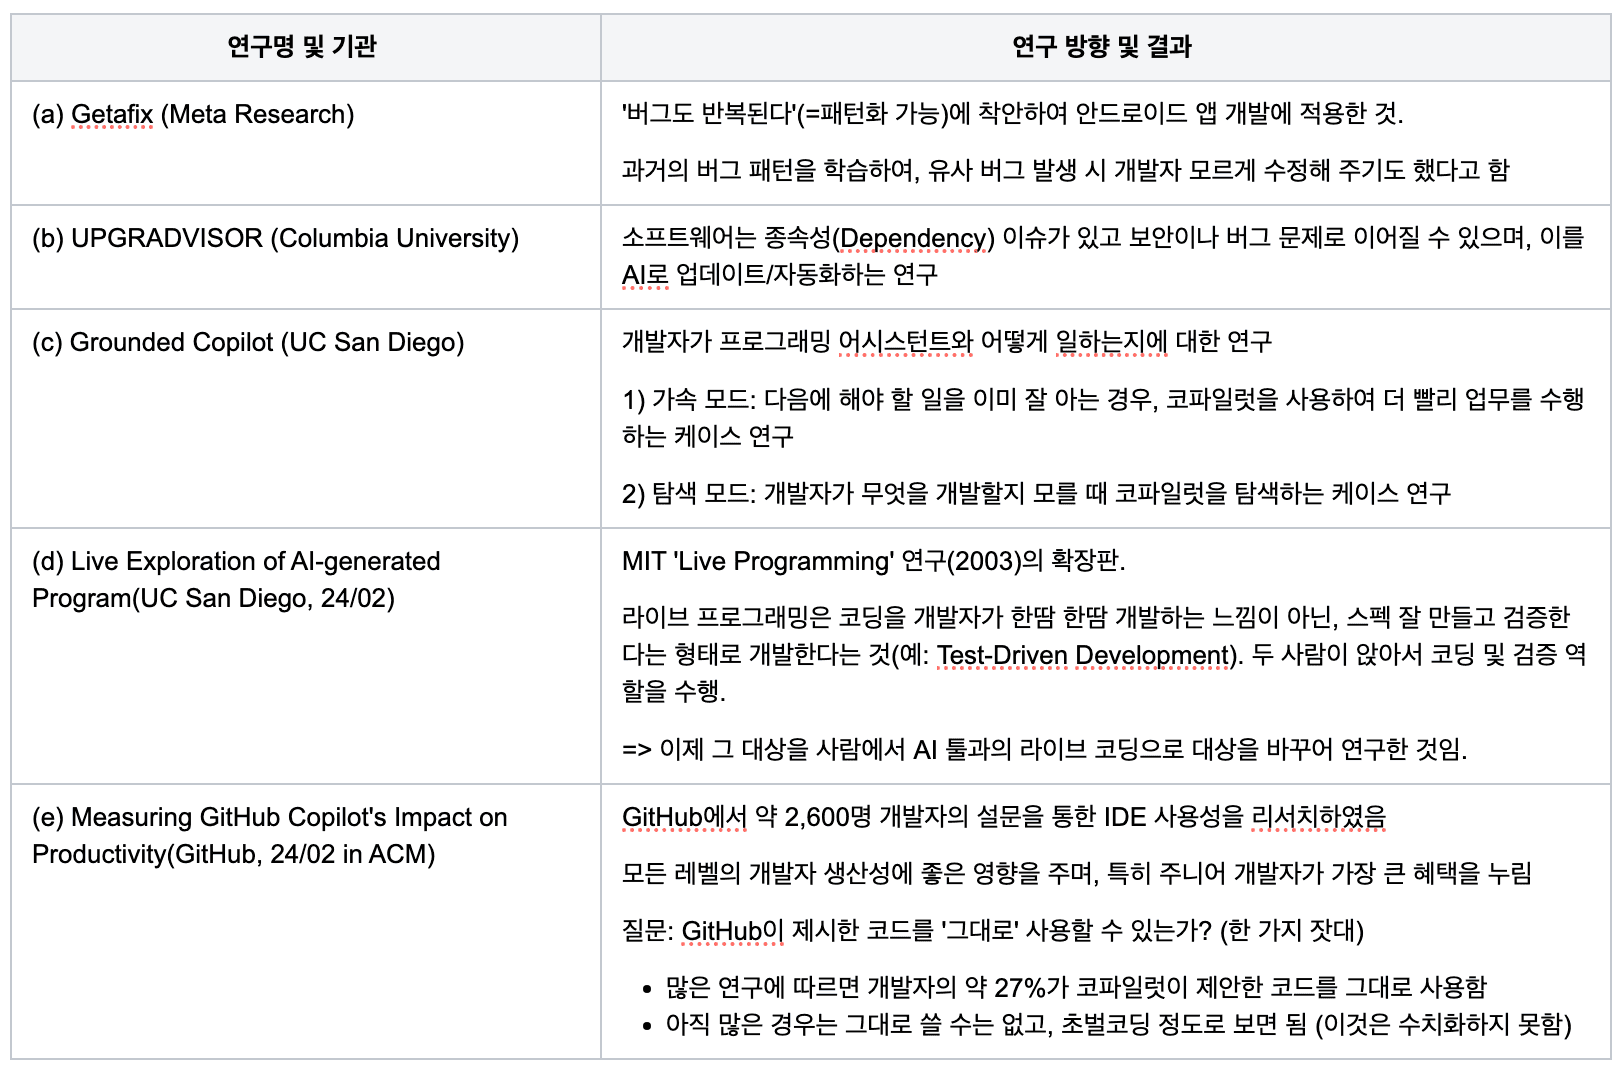 연구명 및 기관
연구 방향 및 결과
(a) Getafix (Meta Research)
'버그도 반복된다'(=패턴화 가능)에 착안하여 안드로이드 앱 개발에 적용한 것.
과거의 버그 패턴을 학습하여, 유사 버그 발생 시 개발자 모르게 수정해 주기도 했다고 함
(b) UPGRADVISOR (Columbia University)
소프트웨어는 종속성(Dependency) 이슈가 있고 보안이나 버그 문제로 이어질 수 있으며, 이를
AI로 업데이트/자동화하는 연구
(c) Grounded Copilot (UC San Diego)
개발자가 프로그래밍 어시스턴트와 어떻게 일하는지에 대한 연구
1) 가속 모드: 다음에 해야 할 일을 이미 잘 아는 경우, 코파일럿을 사용하여 더 빨리 업무를 수행
하는 케이스 연구
2) 탐색 모드: 개발자가 무엇을 개발할지 모를 때 코파일럿을 탐색하는 케이스 연구
(d) Live Exploration of AI-generated
Program(UC San Diego, 24/02)
MIT 'Live Programming' 연구(2003)의 확장판.
라이브 프로그래밍은 코딩을 개발자가 한땀 한땀 개발하는 느낌이 아닌, 스펙 잘 만들고 검증한
다는 형태로 개발한다는 것(예: Test-Driven Development). 두 사람이 앉아서 코딩 및 검증 역
할을 수행.
=> 이제 그 대상을 사람에서 AI 툴과의 라이브 코딩으로 대상을 바꾸어 연구한 것임.
(e) Measuring GitHub Copilot's Impact on
Productivity(GitHub, 24/02 in ACM)
GitHub에서 약 2,600명 개발자의 설문을 통한 IDE 사용성을 리서치하였음
모든 레벨의 개발자 생산성에 좋은 영향을 주며, 특히 주니어 개발자가 가장 큰 혜택을 누림
질문: GitHub이 제시한 코드를 '그대로' 사용할 수 있는가? (한 가지 잣대)
• 많은 연구에 따르면 개발자의 약 27%가 코파일럿이 제안한 코드를 그대로 사용함
• 아직 많은 경우는 그대로 쓸 수는 없고, 초벌코딩 정도로 보면 됨 (이것은 수치화하지 못함)